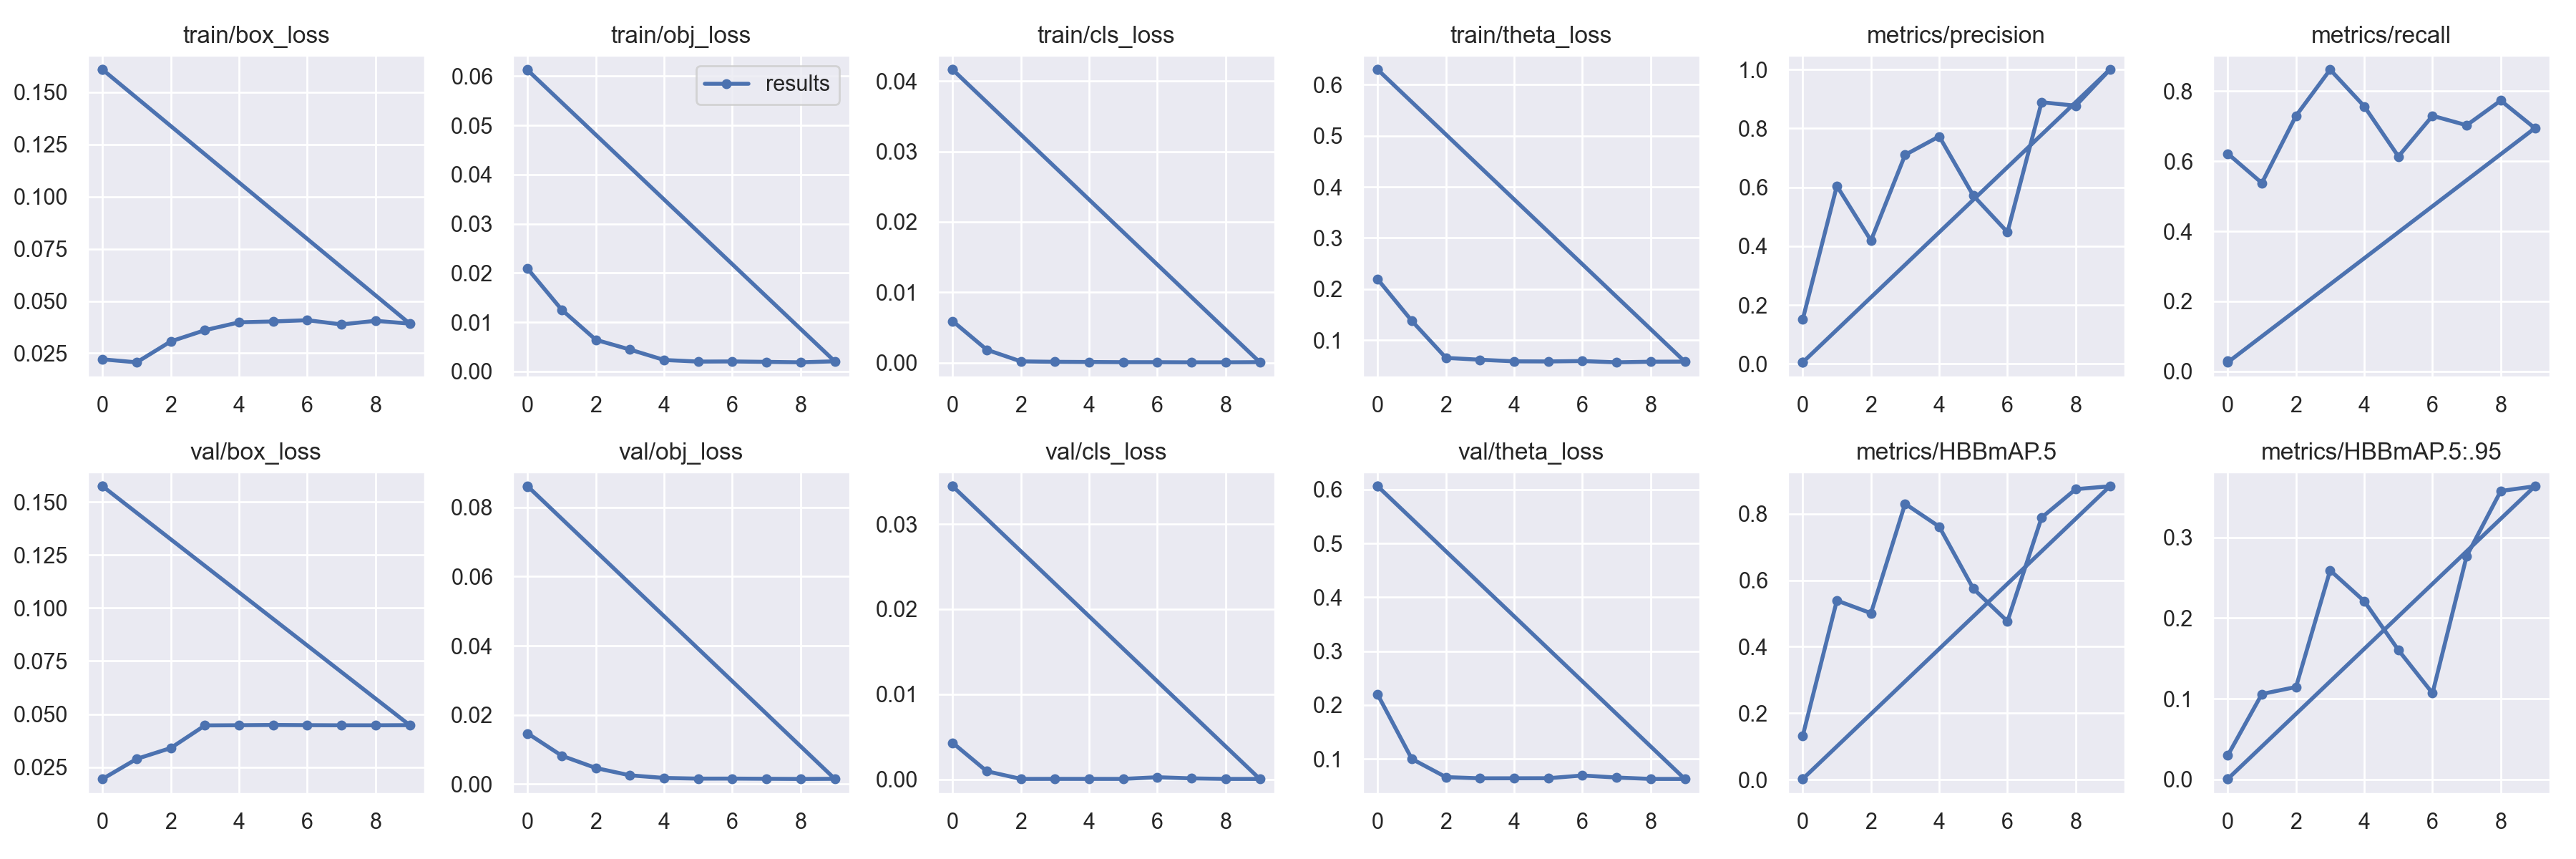 train/box_loss
0.150
0.125
0.100
0.075
0.050
0.025
0 2 4 6 8
train/obj_loss
results
0.06
0.05
0.04
0.03
0.02
0.01
0.00
0 2 4 6 8
train/cls_loss
0.04
0.03
0.02
0.01
0.00
0 2 4 6 8
train/theta_loss
0.6
0.5
0.4
0.3
0.2
0.1
0 2 4 6 8
metrics/precision
1.0
0.8
0.6
0.4
0.2
0.0
0 2 4 6 8
metrics/recall
0.8
0.6
0.4
0.2
0.0
0 2 4 6 8
val/box_loss
0.150
0.125
0.100
0.075
0.050
0.025
0 2 4 6 8
val/obj_loss
0.08
0.06
0.04
0.02
0.00
0 2 4 6 8
val/cls_loss
0.03
0.02
0.01
0.00
0 2 4 6 8
val/theta_loss
0.6
0.5
0.4
0.3
0.2
0.1
0 2 4 6 8
metrics/HBBmAP.5
0.8
0.6
0.4
0.2
0.0
0 2 4 6 8
metrics/HBBmAP.5:.95
0.3
0.2
0.1
0.0
0 2 4 6 8